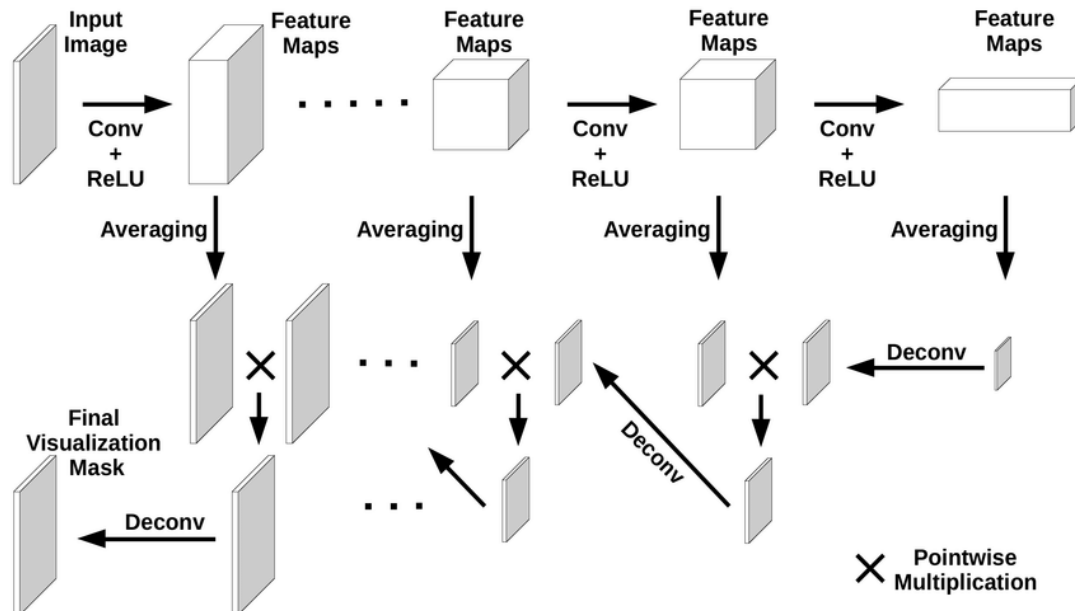 Input
Image
Feature
Maps
Feature
Maps
Feature
Maps
Feature
Maps
Conv
+
ReLU
Conv
+
ReLU
Conv
+
ReLU
Averaging
Averaging
Averaging
Averaging
Deconv
Deconv
Final
Visualization
Mask
Deconv
Pointwise
Multiplication